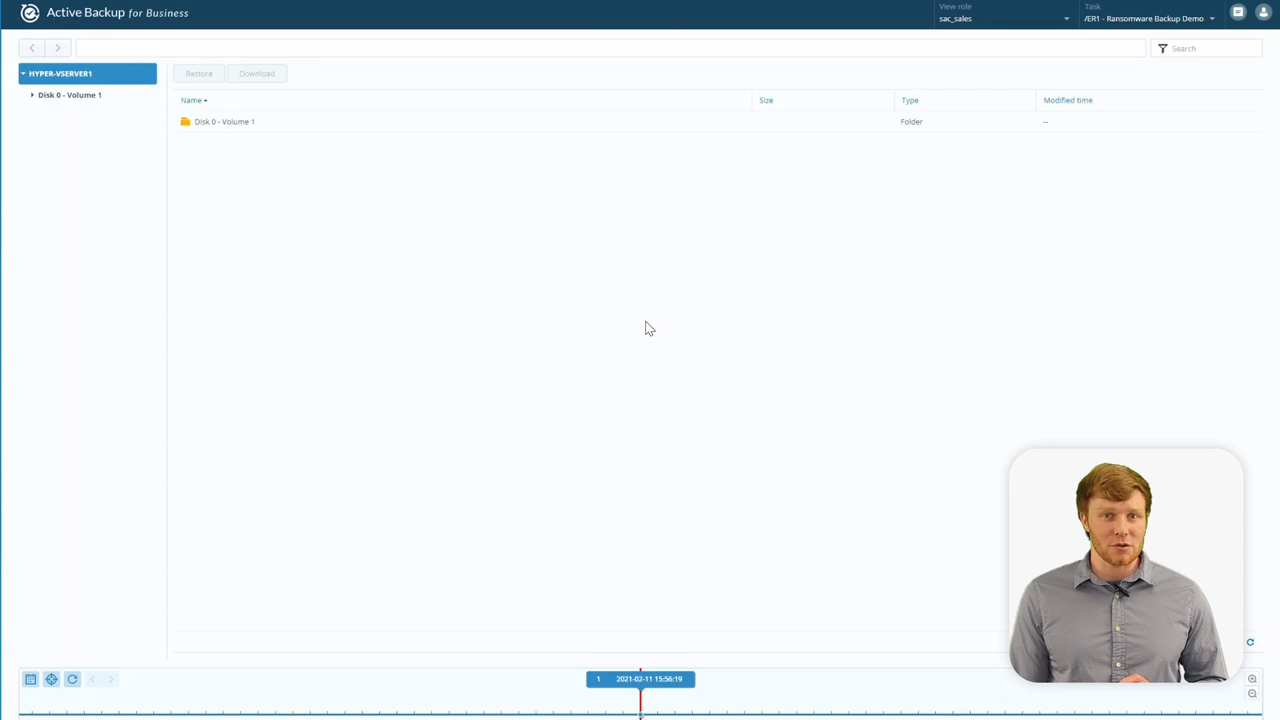 Active Backup for Business
View role
sac_sales
Task
/ER1 - Ransomware Backup Demo
Search
HYPER-VSERVER1
Disk 0 - Volume 1
Restore
Download
Name
Size
Type
Modified time
Disk 0 - Volume 1
Folder
--
1 2021-02-11 15:56:19